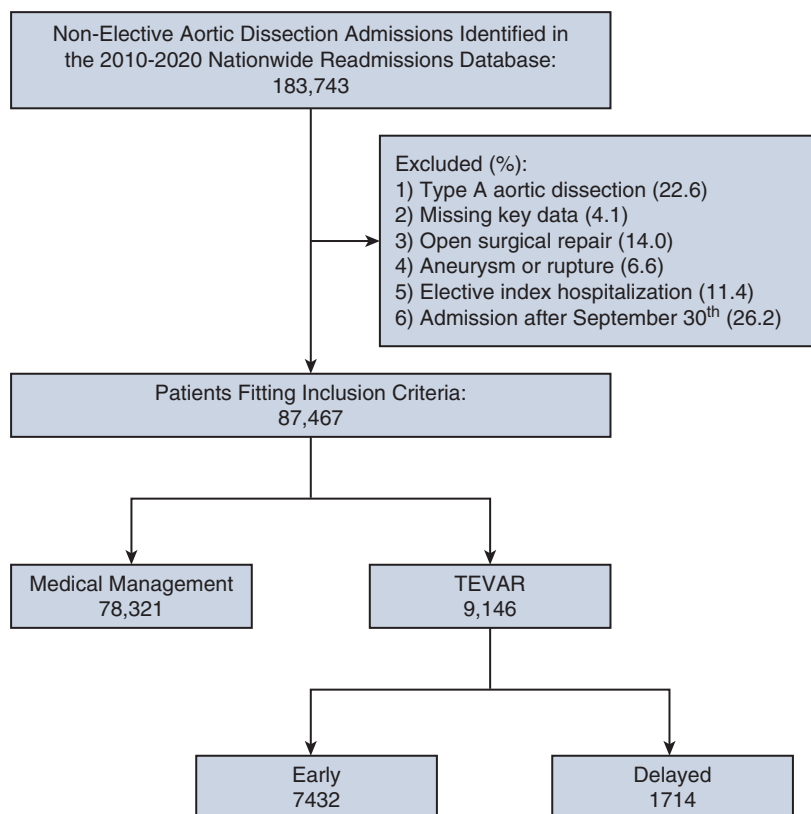 Non-Elective Aortic Dissection Admissions Identified in
the 2010-2020 Nationwide Readmissions Database:
183,743
Excluded (%):
1) Type A aortic dissection (22.6)
2) Missing key data (4.1)
3) Open surgical repair (14.0)
4) Aneurysm or rupture (6.6)
5) Elective index hospitalization (11.4)
6) Admission after September 30th (26.2)
Patients Fitting Inclusion Criteria:
87,467
Medical Management
78,321
TEVAR
9,146
Early
7432
Delayed
1714